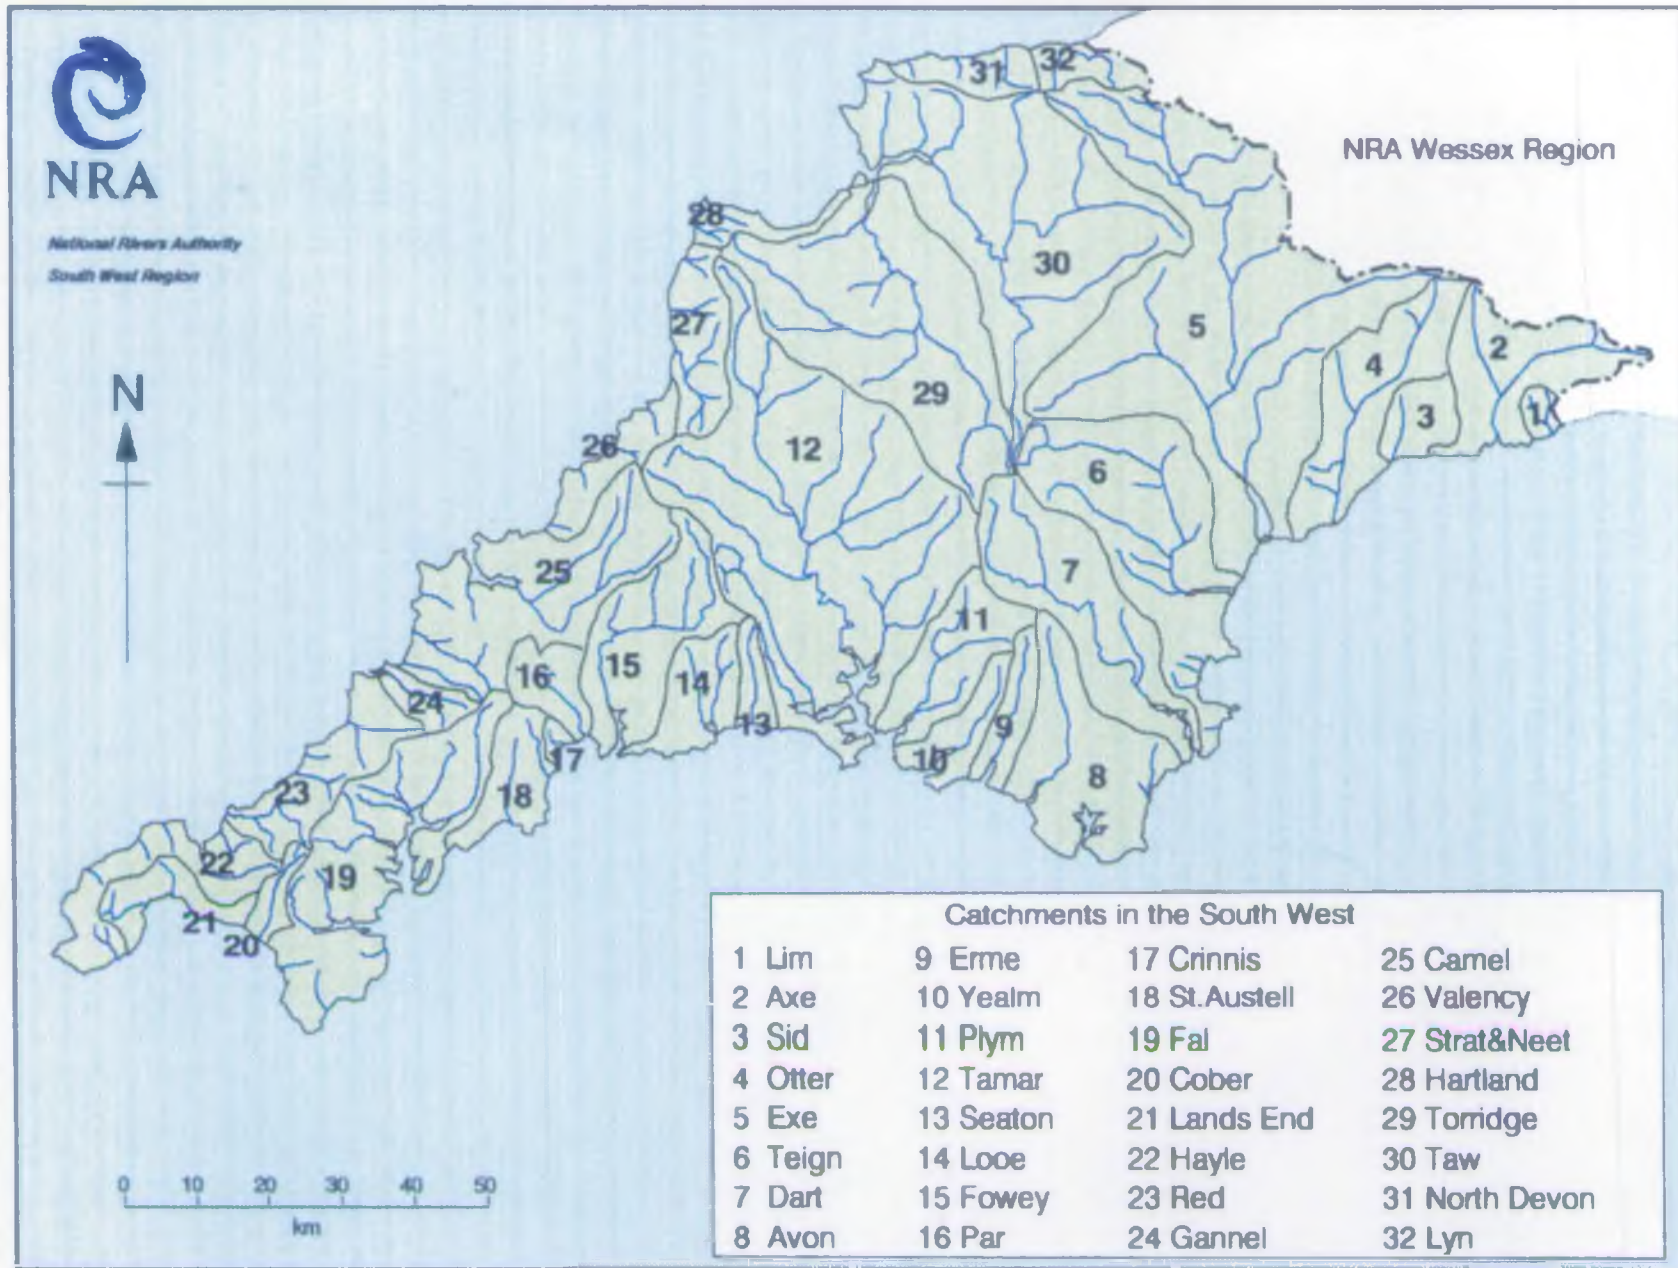 NRA
National Rivers Authority
South West Region
NRA Wessex Region
N
31
32
28
30
27
5
2
4
29
3
1
26
12
6
25
7
11
16
15
14
24
13
9
17
10
23
18
8
22
19
21
20
0 10 20 30 40 50
km
Catchments in the South West
1 Lim
2 Axe
3 Sid
4 Otter
5 Exe
6 Teign
7 Dart
8 Avon
9 Erme
10 Yealm
11 Plym
12 Tamar
13 Seaton
14 Looe
15 Fowey
16 Par
17 Crinnis
18 St.Austell
19 Fal
20 Cober
21 Lands End
22 Hayle
23 Red
24 Gannel
25 Camel
26 Valency
27 Strat&Neet
28 Hartland
29 Torridge
30 Taw
31 North Devon
32 Lyn